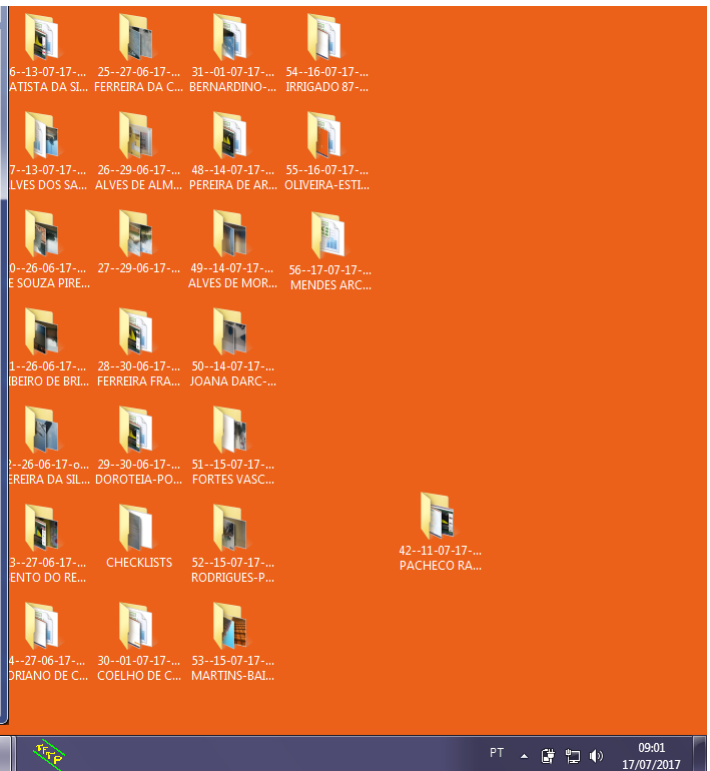 6--13-07-17-... 25--27-06-17-... 31--01-07-17-... 54--16-07-17-...
ATISTA DA SI... FERREIRA DA C... BERNARDINO-... IRRIGADO 87-...
7--13-07-17-... 26--29-06-17-... 48--14-07-17-... 55--16-07-17-...
LVES DOS SA... ALVES DE ALM... PEREIRA DE AR... OLIVEIRA-ESTI...
0--26-06-17-... 27--29-06-17-... 49--14-07-17-... 56--17-07-17-...
E SOUZA PIRE... ALVES DE MOR... MENDES ARC...
1--26-06-17-... 28--30-06-17-... 50--14-07-17-...
IBEIRO DE BRI... FERREIRA FRA... JOANA DARC-...
2--26-06-17-o... 29--30-06-17-... 51--15-07-17-...
EREIRA DA SIL... DOROTEIA-PO... FORTES VASC...
3--27-06-17-... CHECKLISTS 52--15-07-17-...
ENTO DO RE... RODRIGUES-P...
42--11-07-17-...
PACHECO RA...
4--27-06-17-... 30--01-07-17-... 53--15-07-17-...
ORIANO DE C... COELHO DE C... MARTINS-BAI...
TFTP
PT 09:01
17/07/2017